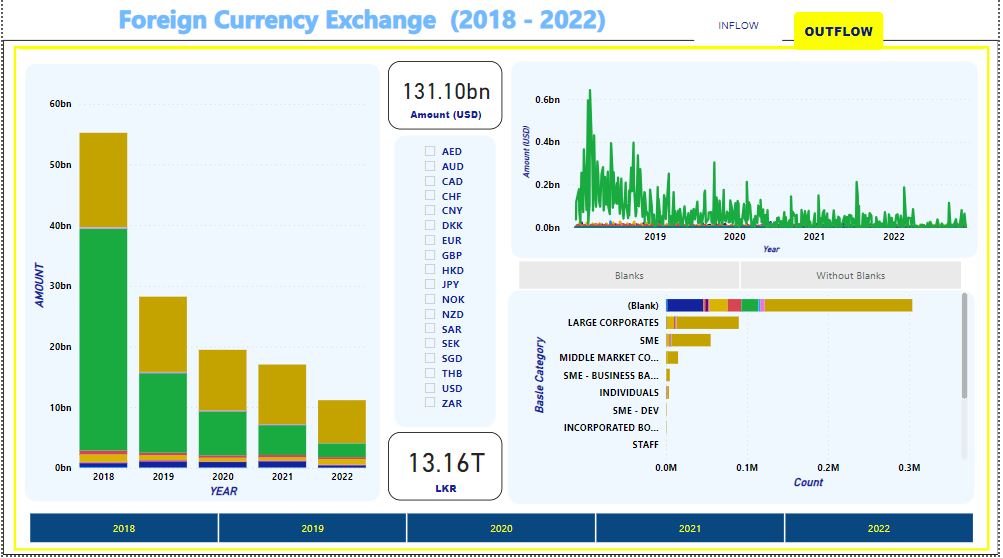 Foreign Currency Exchange (2018 - 2022)
INFLOW
OUTFLOW
60bn
50bn
40bn
30bn
20bn
10bn
0bn
AMOUNT
2018 2019 2020 2021 2022
YEAR
131.10bn
Amount (USD)
AED
AUD
CAD
CHF
CNY
DKK
EUR
GBP
HKD
JPY
NOK
NZD
SAR
SEK
SGD
THB
USD
ZAR
13.16T
LKR
Amount (USD)
0.6bn
0.4bn
0.2bn
0.0bn
2019 2020 2021 2022
Year
Blanks
Without Blanks
Basle Category
(Blank)
LARGE CORPORATES
SME
MIDDLE MARKET CO...
SME - BUSINESS BA...
INDIVIDUALS
SME - DEV
INCORPORATED BO...
STAFF
0.0M 0.1M 0.2M 0.3M
Count
2018 2019 2020 2021 2022